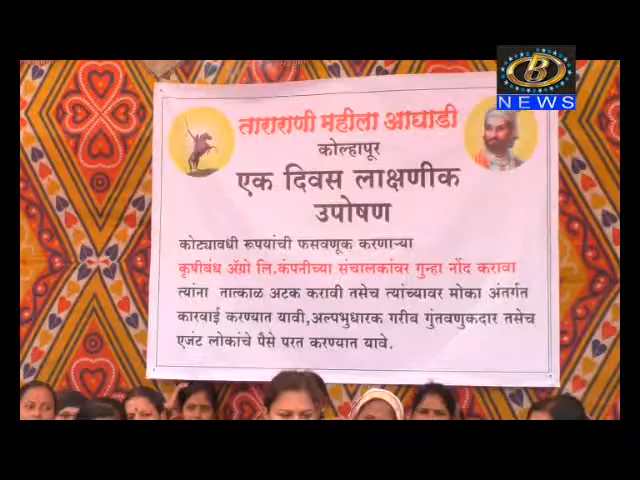 B
NEWS
ताराराणी महीला आघाडी
कोल्हापूर
एक दिवस लाक्षणीक
उपोषण
कोट्यावधी रूपयांची फसवणूक करणाऱ्या
कृषीबंध ॲग्रो लि.कंपनीच्या संचालकांवर गुन्हा नोंद करावा
त्यांना तात्काळ अटक करावी तसेच त्यांच्यावर मोका अंतर्गत
कारवाई करण्यात यावी,अल्पभुधारक गरीब गुंतवणुकदार तसेच
एजंट लोकांचे पैसे परत करण्यात यावे.